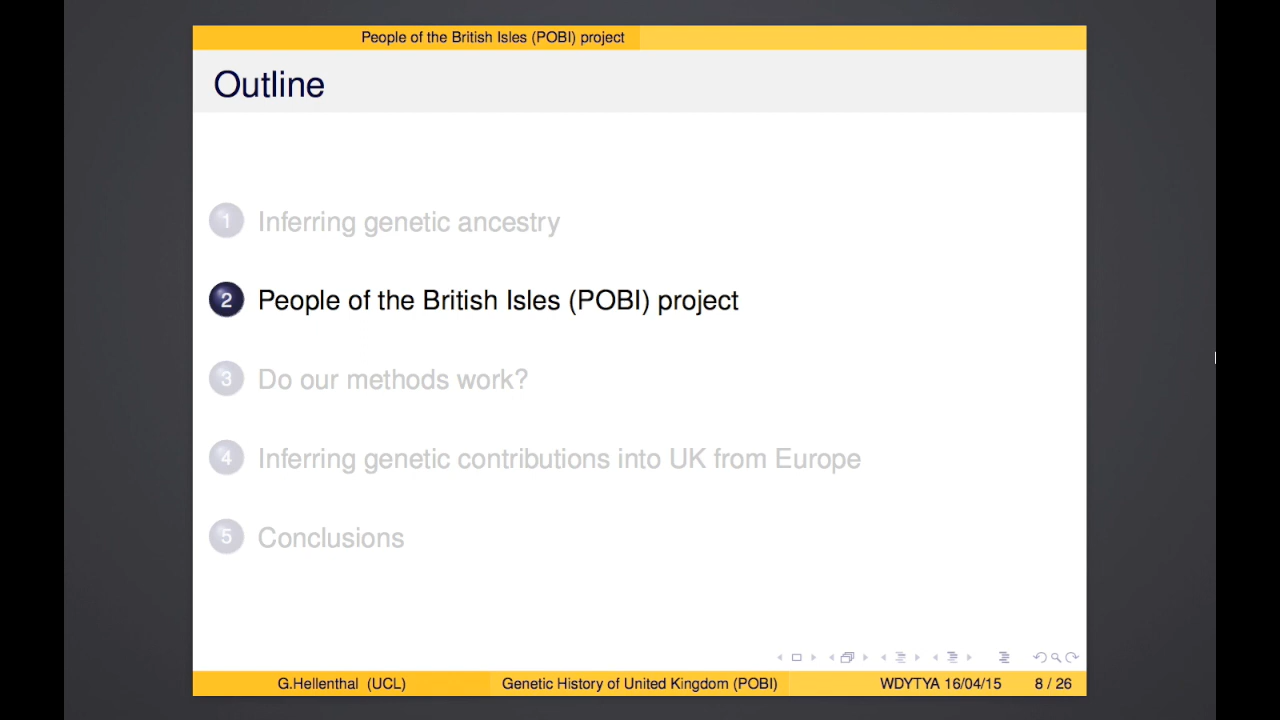 People of the British Isles (POBI) project
Outline
1 Inferring genetic ancestry
2 People of the British Isles (POBI) project
3 Do our methods work?
4 Inferring genetic contributions into UK from Europe
5 Conclusions
G.Hellenthal (UCL) Genetic History of United Kingdom (POBI) WDYTYA 16/04/15 8 / 26